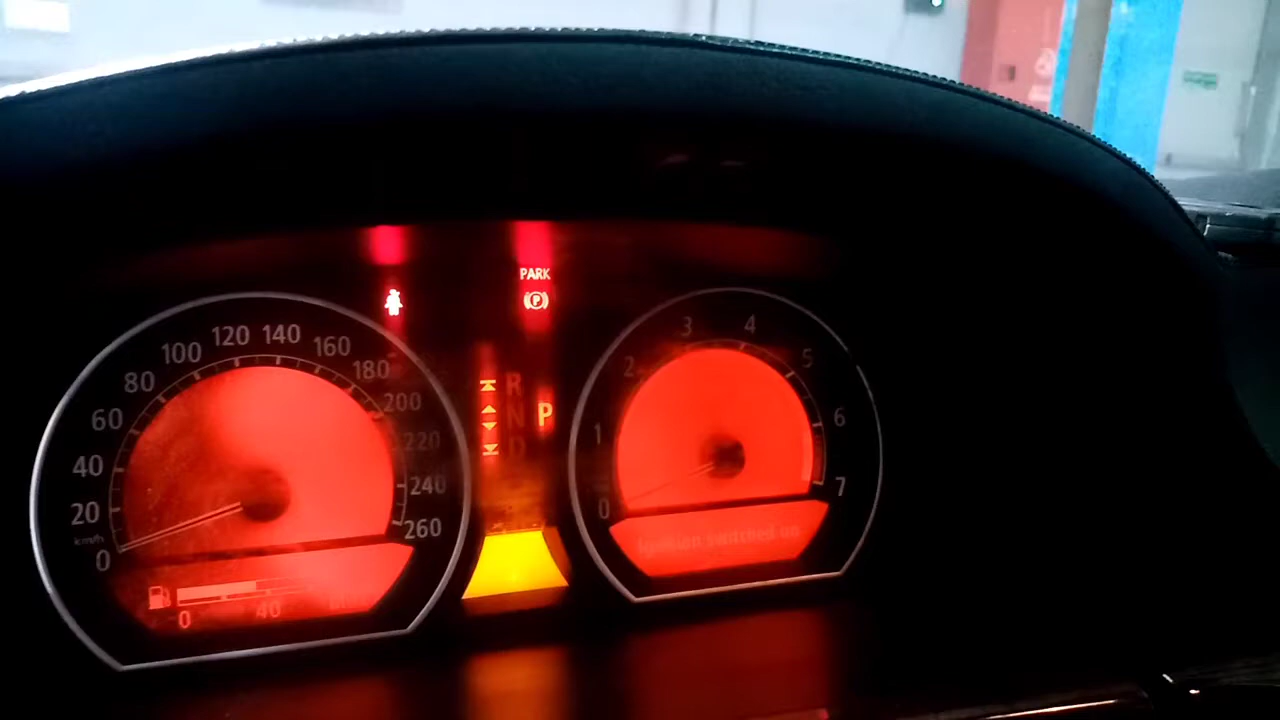 PARK
P
120 140
100 160
80 180
60 200
40 220
20 240
km/h 260
0
0 40
R
N P
D
3 4
2 5
1 6
0 7
Ignition switched on